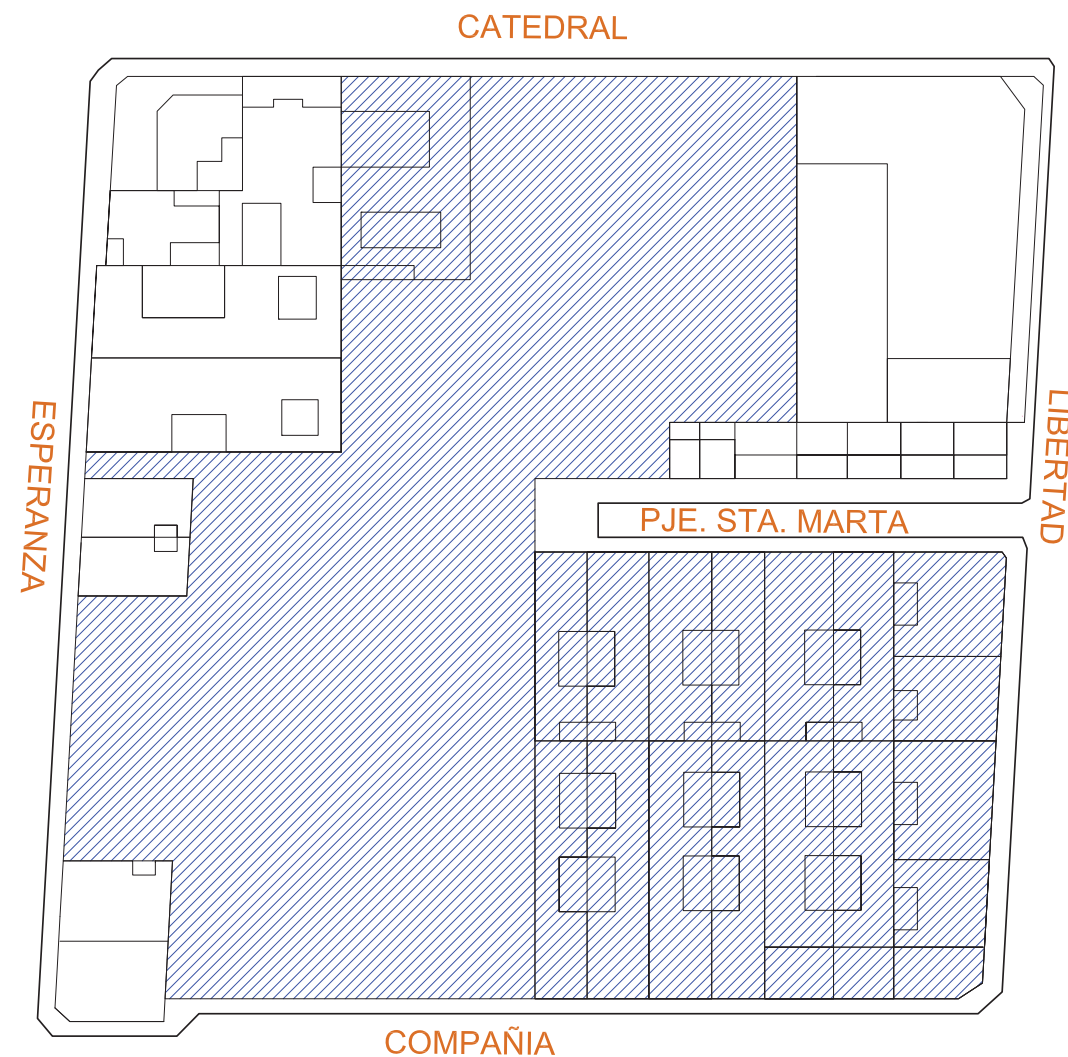 CATEDRAL
ESPERANZA
LIBERTAD
PJE. STA. MARTA
COMPAÑIA